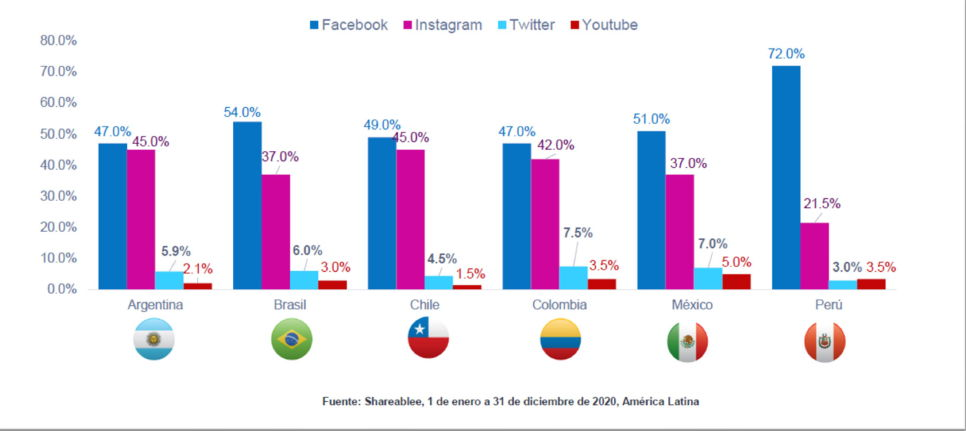 Facebook Instagram Twitter Youtube
80.0%
70.0%
60.0%
50.0%
40.0%
30.0%
20.0%
10.0%
0.0%
47.0% 45.0% 5.9% 2.1%
54.0% 37.0% 6.0% 3.0%
49.0% 45.0% 4.5% 1.5%
47.0% 42.0% 7.5% 3.5%
51.0% 37.0% 7.0% 5.0%
72.0% 21.5% 3.0% 3.5%
Argentina Brasil Chile Colombia México Perú
Fuente: Shareablee, 1 de enero a 31 de diciembre de 2020, América Latina